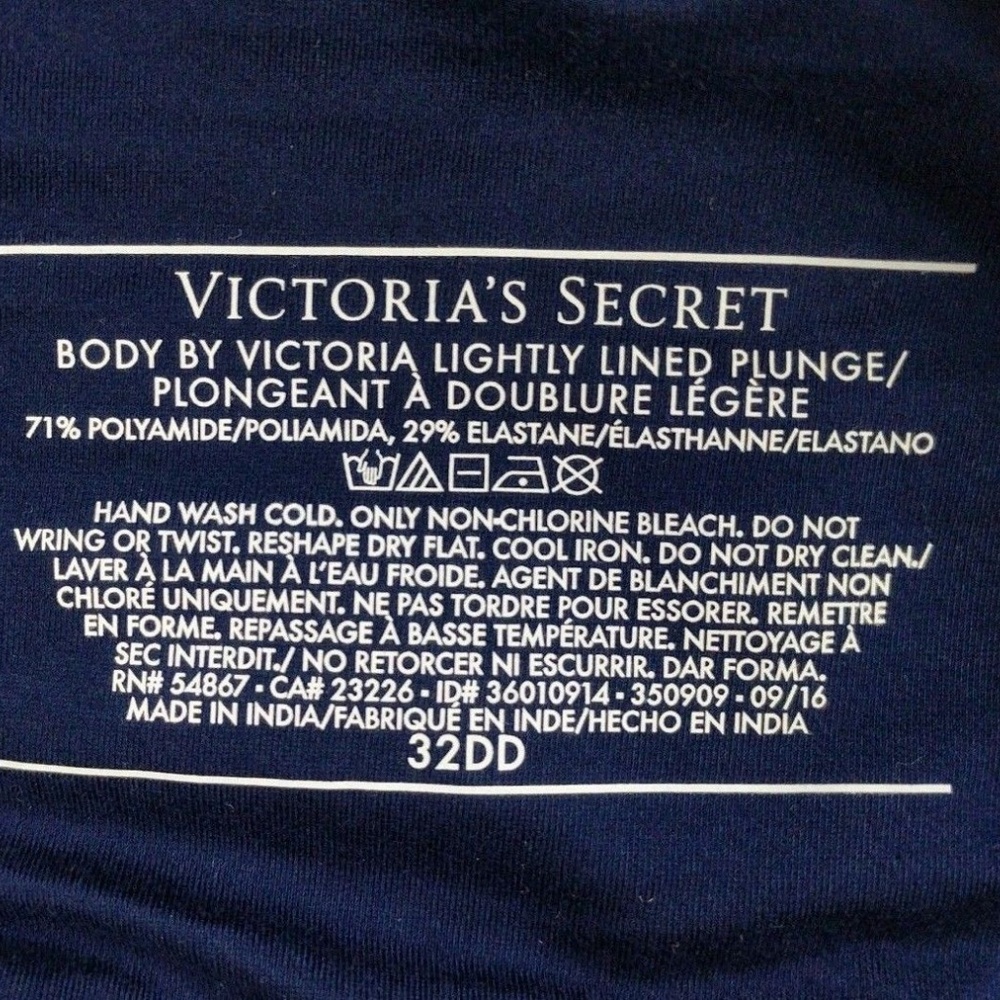 VICTORIA'S SECRET
BODY BY VICTORIA LIGHTLY LINED PLUNGE/
PLONGEANT À DOUBLURE LÉGÈRE
71% POLYAMIDE/POLIAMIDA, 29% ELASTANE/ÉLASTHANNE/ELASTANO
HAND WASH COLD. ONLY NON-CHLORINE BLEACH. DO NOT
WRING OR TWIST. RESHAPE DRY FLAT. COOL IRON. DO NOT DRY CLEAN./
LAVER À LA MAIN À L'EAU FROIDE. AGENT DE BLANCHIMENT NON
CHLORÉ UNIQUEMENT. NE PAS TORDRE POUR ESSORER. REMETTRE
EN FORME. REPASSAGE À BASSE TEMPÉRATURE. NETTOYAGE À
SEC INTERDIT./ NO RETORCER NI ESCURRIR. DAR FORMA.
RN# 54867 - CA# 23226 - ID# 36010914 - 350909 - 09/16
MADE IN INDIA/FABRIQUÉ EN INDE/HECHO EN INDIA
32DD